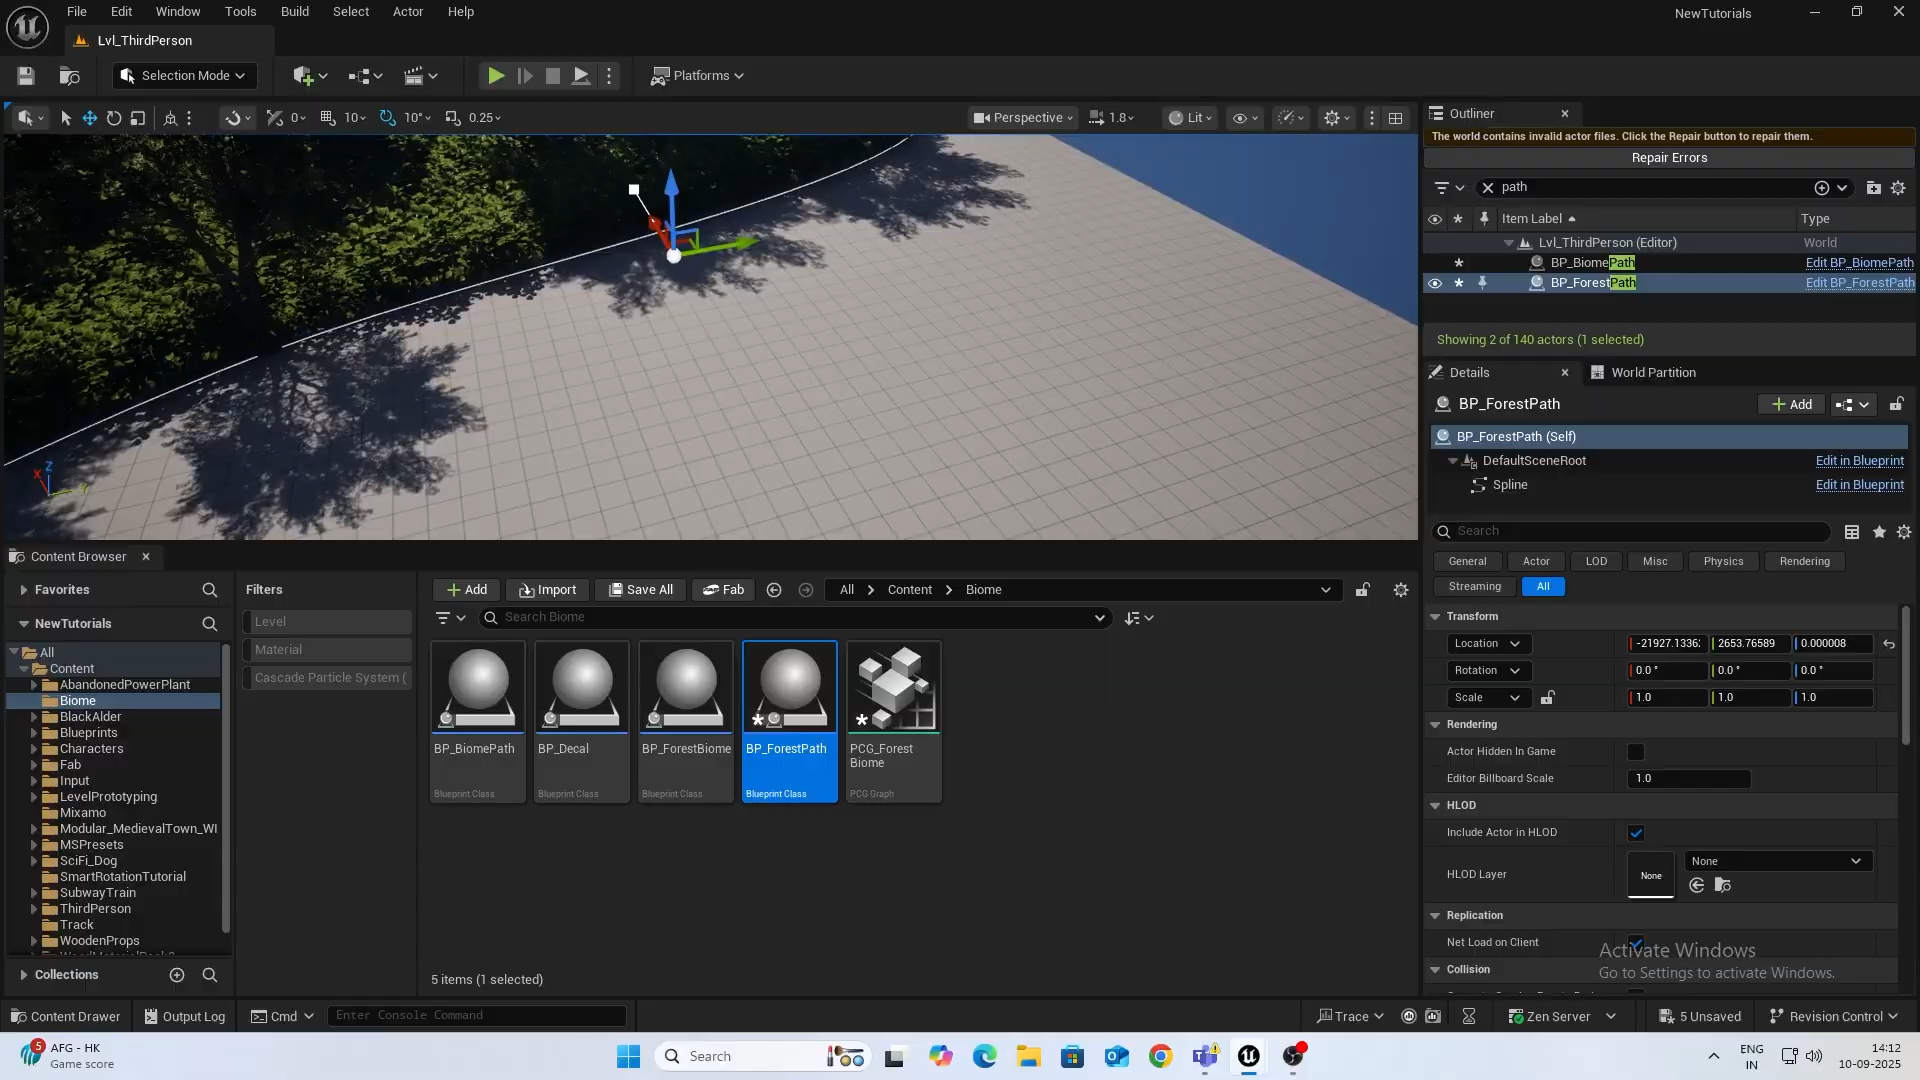 File Edit Window Tools Build Select Actor Help
NewTutorials
Lvl_ThirdPerson
Selection Mode
Platforms
0 10 10° 0.25
Perspective 1.8 Lit
Outliner
The world contains invalid actor files. Click the Repair button to repair them.
Repair Errors
path
Item Label Type
Lvl_ThirdPerson (Editor) World
BP_BiomePath Edit BP_BiomePath
BP_ForestPath Edit BP_ForestPath
Showing 2 of 140 actors (1 selected)
Details World Partition
BP_ForestPath Add
BP_ForestPath (Self)
DefaultSceneRoot Edit in Blueprint
Spline Edit in Blueprint
Search
General Actor LOD Misc Physics Rendering
Streaming All
Transform
Location -21927.1336 2653.76589 0.000008
Rotation 0.0 ° 0.0 ° 0.0 °
Scale 1.0 1.0 1.0
Rendering
Actor Hidden In Game
Editor Billboard Scale 1.0
HLOD
Include Actor in HLOD
HLOD Layer None None
Replication
Net Load on Client
Collision
Activate Windows
Go to Settings to activate Windows.
Z
X
Content Browser
Favorites
NewTutorials
All
Content
AbandonedPowerPlant
Biome
BlackAlder
Blueprints
Characters
Fab
Input
LevelPrototyping
Mixamo
Modular_MedievalTown_WI
MSPresets
SciFi_Dog
SmartRotationTutorial
SubwayTrain
ThirdPerson
Track
WoodenProps
Collections
Filters
Level
Material
Cascade Particle System (
Add Import Save All Fab All Content Biome
Search Biome
BP_BiomePath
Blueprint Class
BP_Decal
Blueprint Class
BP_ForestBiome
Blueprint Class
BP_ForestPath
Blueprint Class
PCG_Forest
Biome
PCG Graph
5 items (1 selected)
Content Drawer Output Log Cmd Enter Console Command Trace Zen Server 5 Unsaved Revision Control
5
AFG - HK
Game score
Search
ENG
IN
14:12
10-09-2025